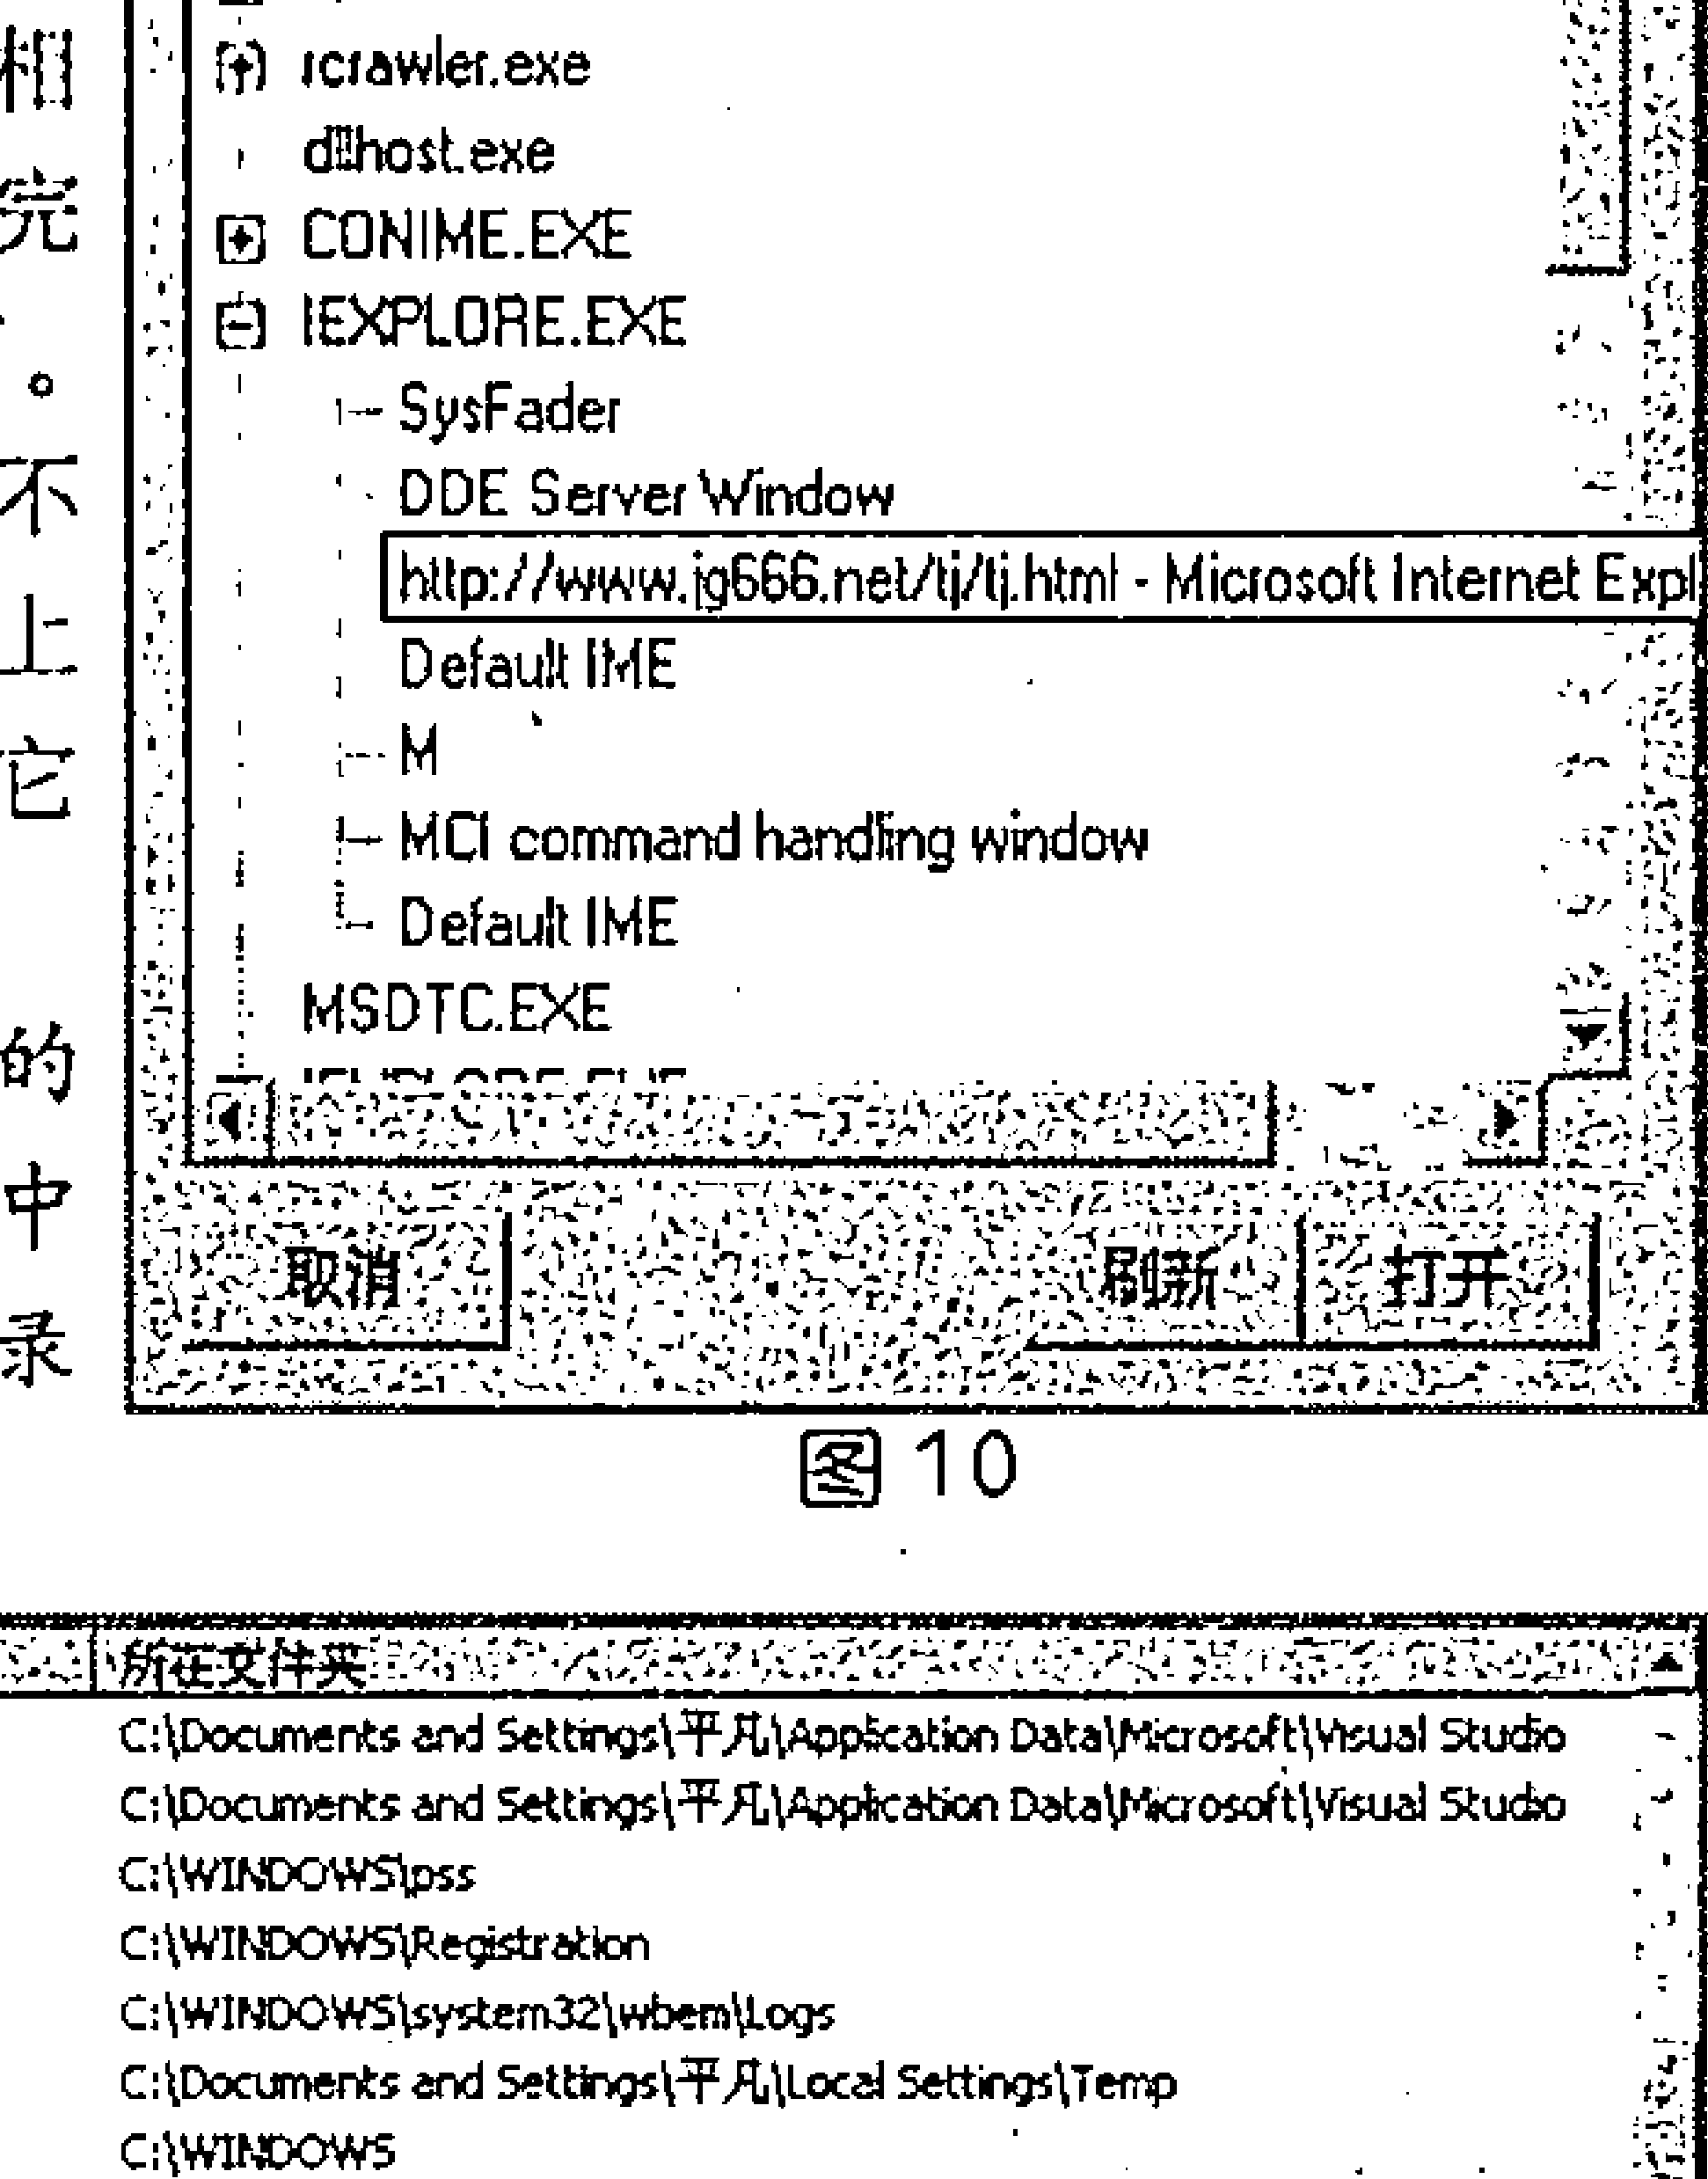 相
完
。
不
上
它
的
中
录
rcrawler.exe
dllhost.exe
CONIME.EXE
IEXPLORE.EXE
SysFader
DDE Server Window
http://www.jg666.net/tj/tj.html - Microsoft Internet Expl
Default IME
M
MCI command handling window
Default IME
MSDTC.EXE
取消 刷新 打开
图 10
所在文件夹
C:\Documents and Settings\平凡\Application Data\Microsoft\Visual Studio
C:\Documents and Settings\平凡\Application Data\Microsoft\Visual Studio
C:\WINDOWS\pss
C:\WINDOWS\Registration
C:\WINDOWS\system32\wbem\Logs
C:\Documents and Settings\平凡\Local Settings\Temp
C:\WINDOWS